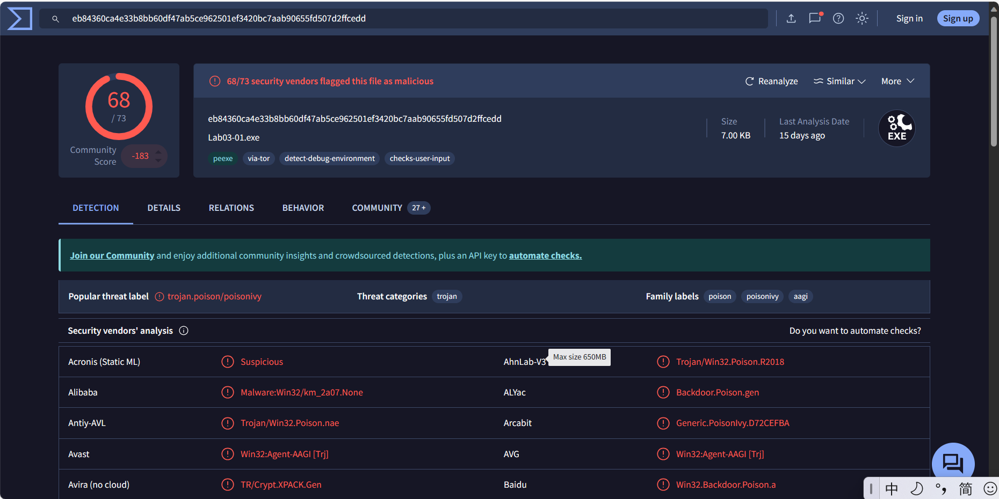 eb84360ca4e33b8bb60df47ab5ce962501ef3420bc7aab90655fd507d2ffcedd
Sign in
Sign up
68
/ 73
Community Score
-183
68/73 security vendors flagged this file as malicious
Reanalyze
Similar
More
eb84360ca4e33b8bb60df47ab5ce962501ef3420bc7aab90655fd507d2ffcedd
Lab03-01.exe
peexe
via-tor
detect-debug-environment
checks-user-input
Size
7.00 KB
Last Analysis Date
15 days ago
EXE
DETECTION
DETAILS
RELATIONS
BEHAVIOR
COMMUNITY
27 +
Join our Community and enjoy additional community insights and crowdsourced detections, plus an API key to automate checks.
Popular threat label
trojan.poison/poisonivy
Threat categories
trojan
Family labels
poison
poisonivy
aagi
Security vendors' analysis
Do you want to automate checks?
Acronis (Static ML)
Suspicious
AhnLab-V3
Max size 650MB
Trojan/Win32.Poison.R2018
Alibaba
Malware:Win32/km_2a07.None
ALYac
Backdoor.Poison.gen
Antiy-AVL
Trojan/Win32.Poison.nae
Arcabit
Generic.PoisonIvy.D72CEFBA
Avast
Win32:Agent-AAGI [Trj]
AVG
Win32:Agent-AAGI [Trj]
Avira (no cloud)
TR/Crypt.XPACK.Gen
Baidu
Win32.Backdoor.Poison.a
中
简